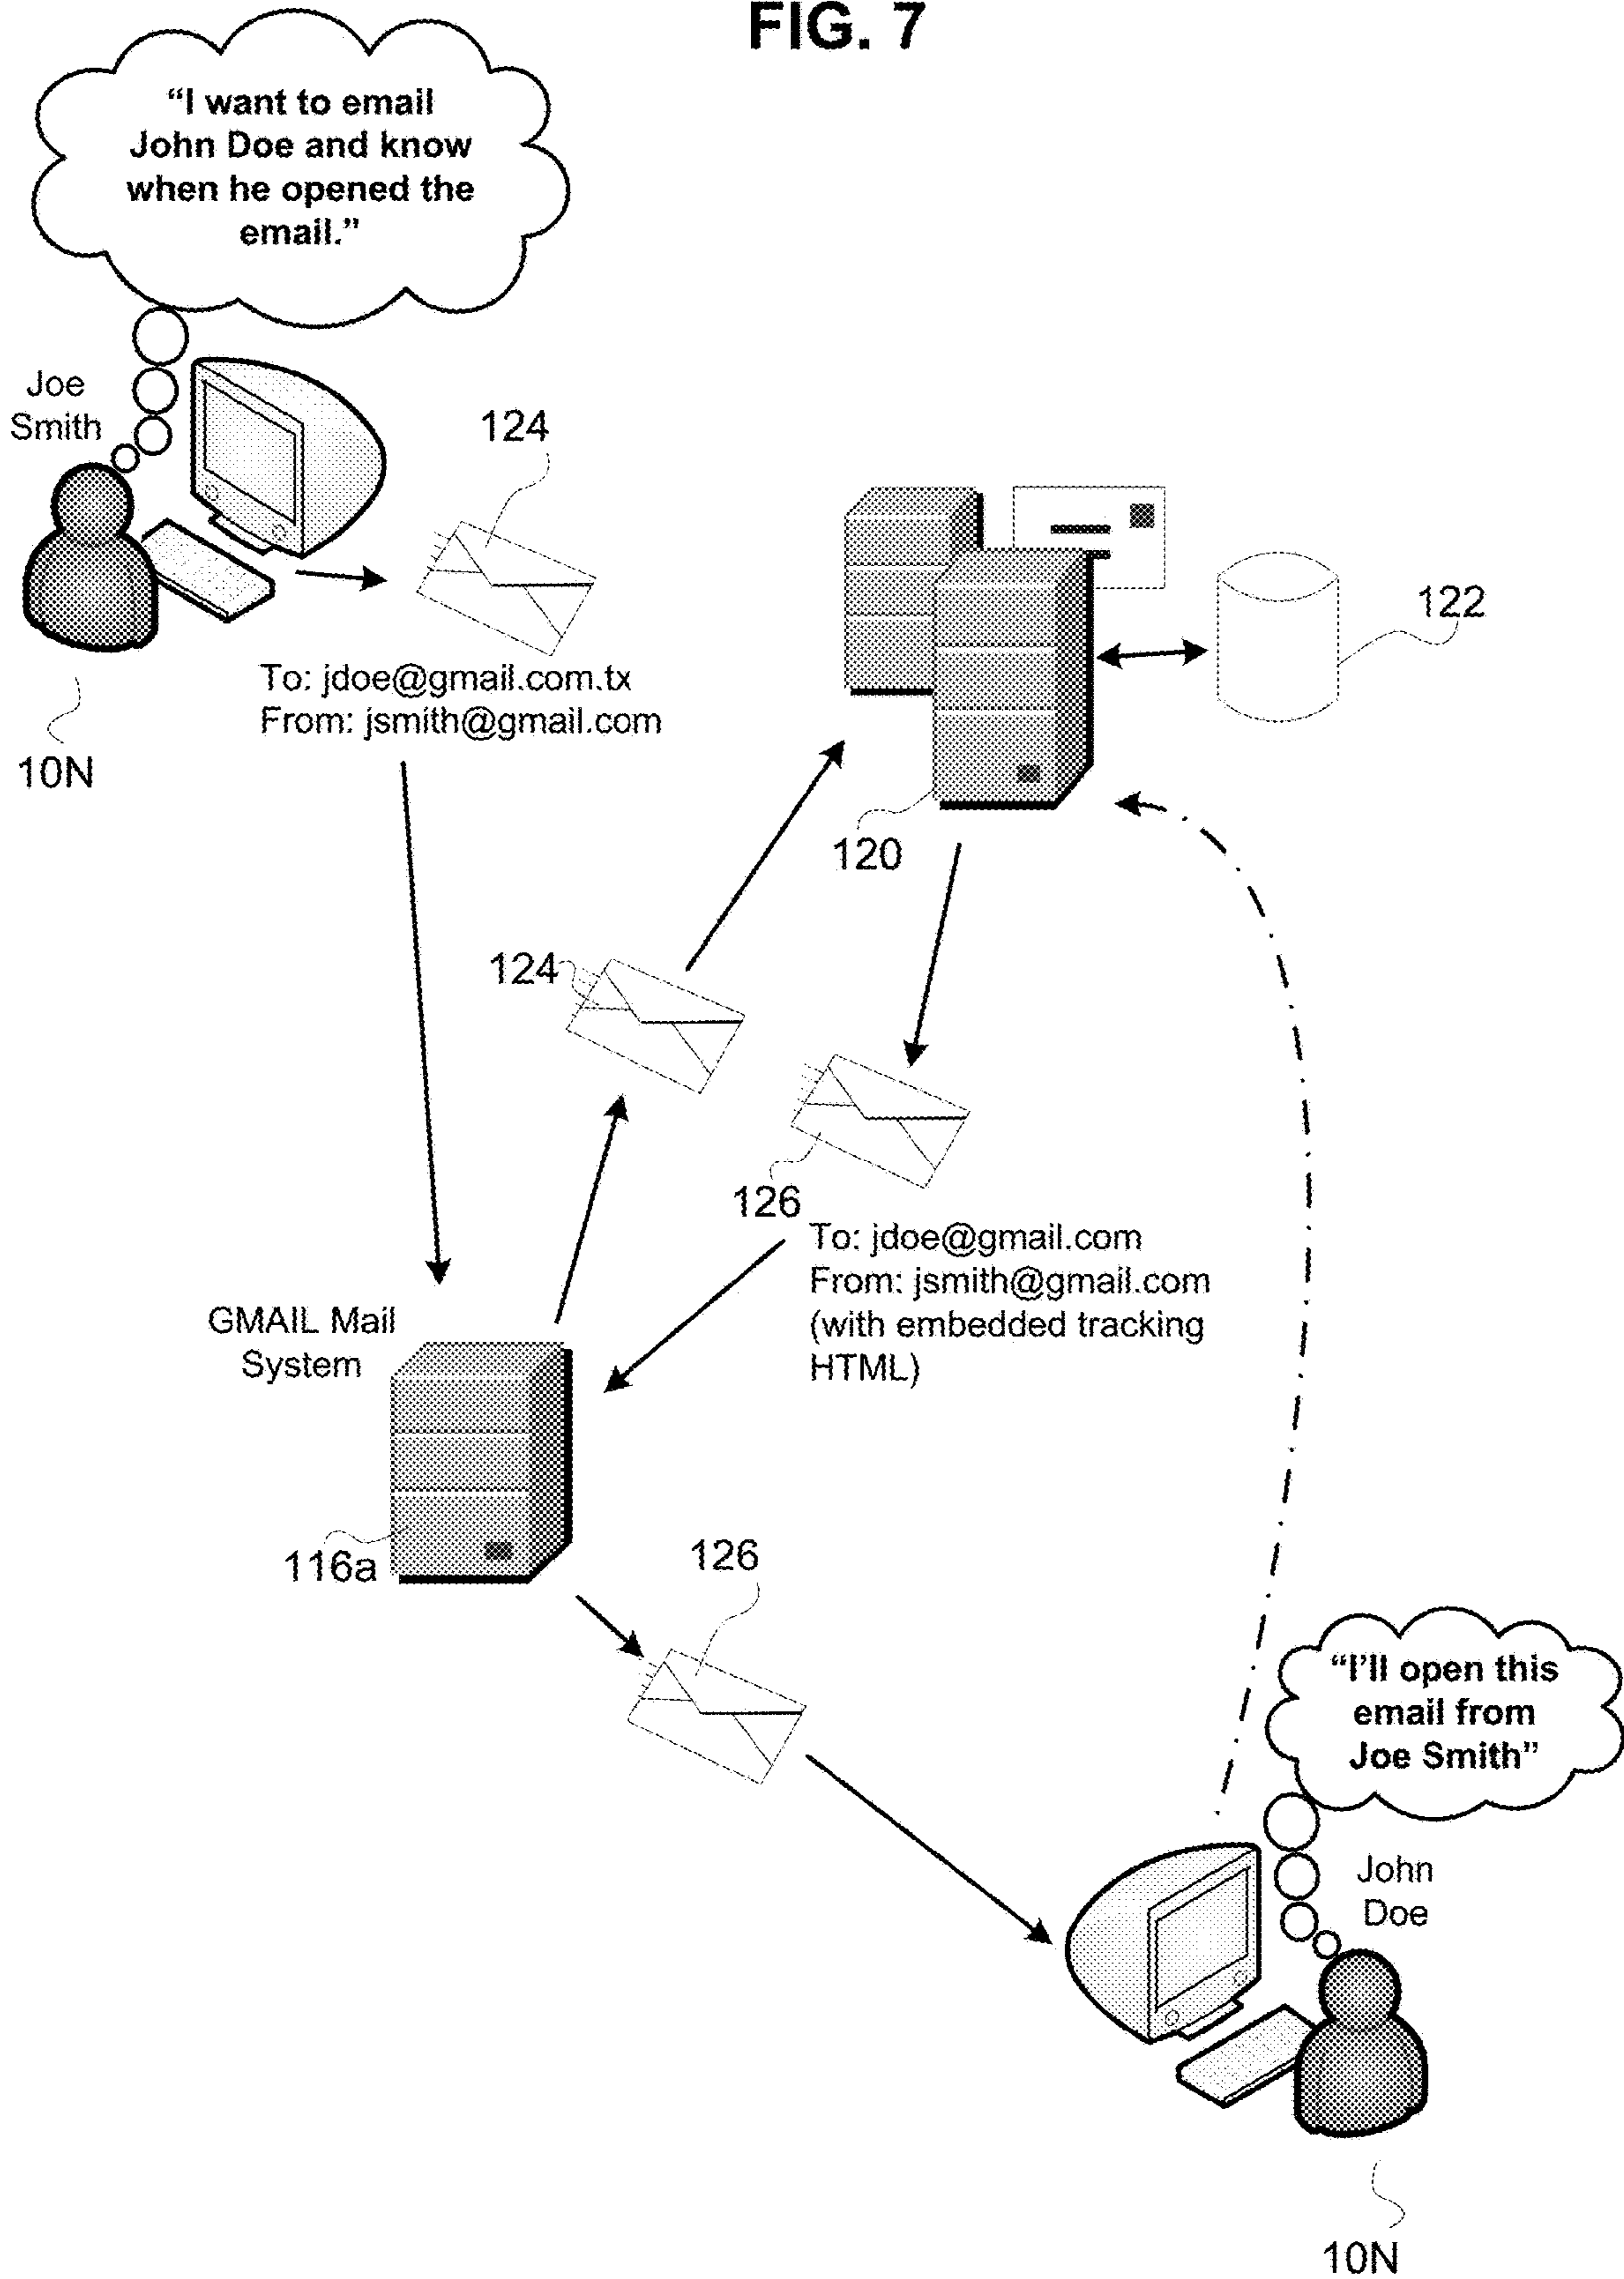 FIG. 7
“I want to email
John Doe and know
when he opened the
email.”
Joe
Smith
124
To: jdoe@gmail.com.tx
From: jsmith@gmail.com
10N
122
120
124
126
To: jdoe@gmail.com
From: jsmith@gmail.com
(with embedded tracking
HTML)
GMAIL Mail
System
116a
126
“I’ll open this
email from
Joe Smith”
John
Doe
10N